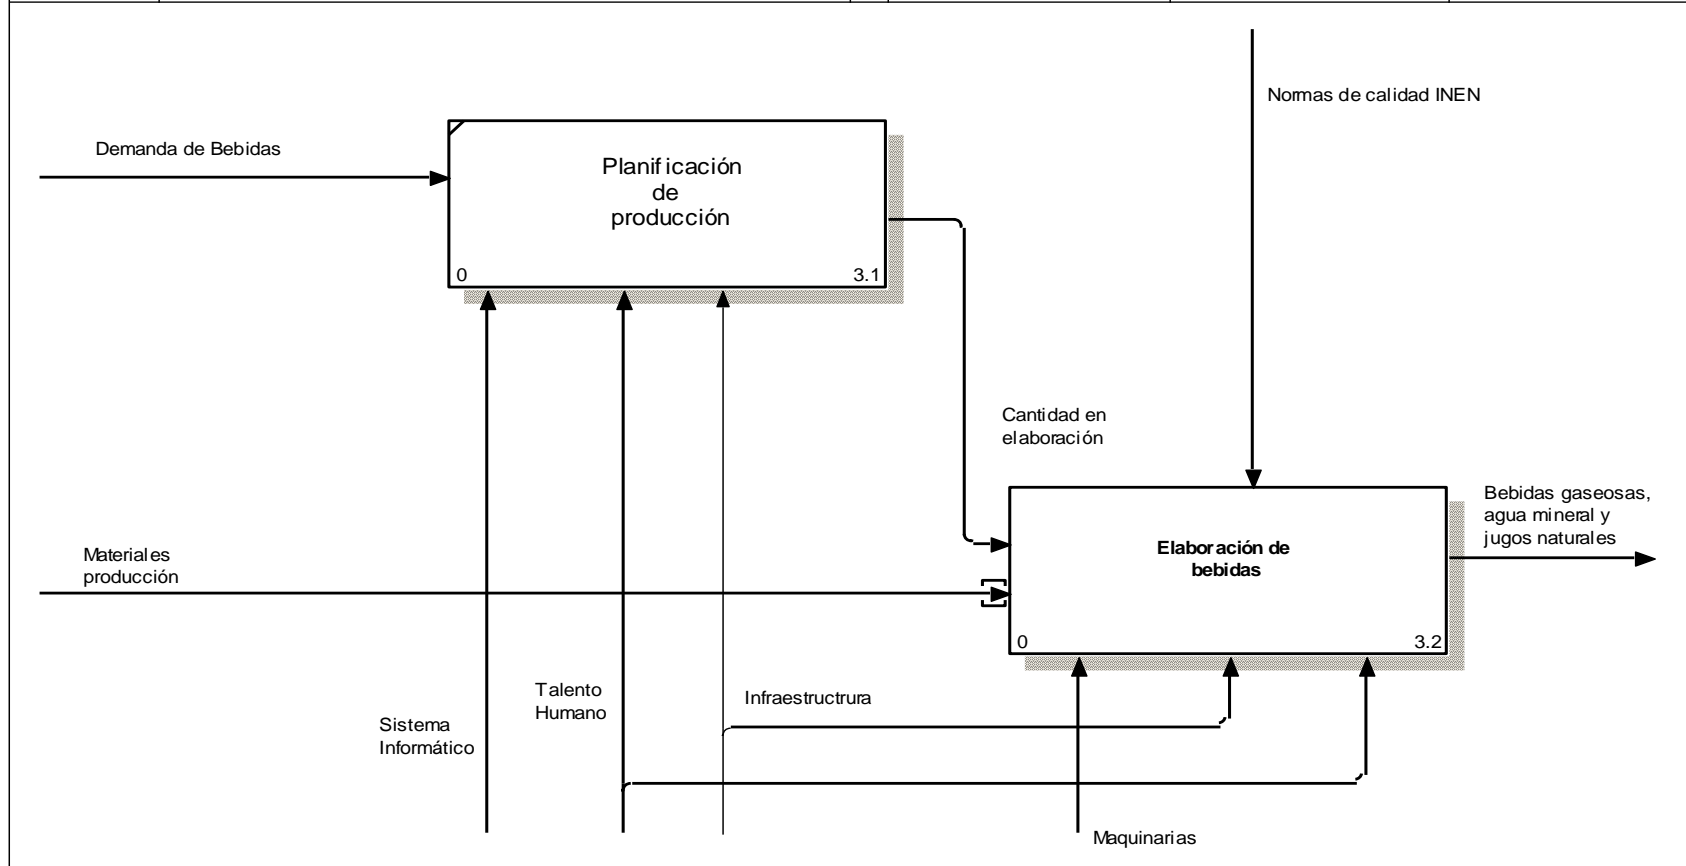 Normas de calidad INEN
Demanda de Bebidas
Planificación
de
producción
0
3.1
Cantidad en
elaboración
Bebidas gaseosas,
agua mineral y
jugos naturales
Elaboración de
bebidas
Materiales
producción
0
3.2
Talento
Humano
Infraestructrura
Sistema
Informático
Maquinarias